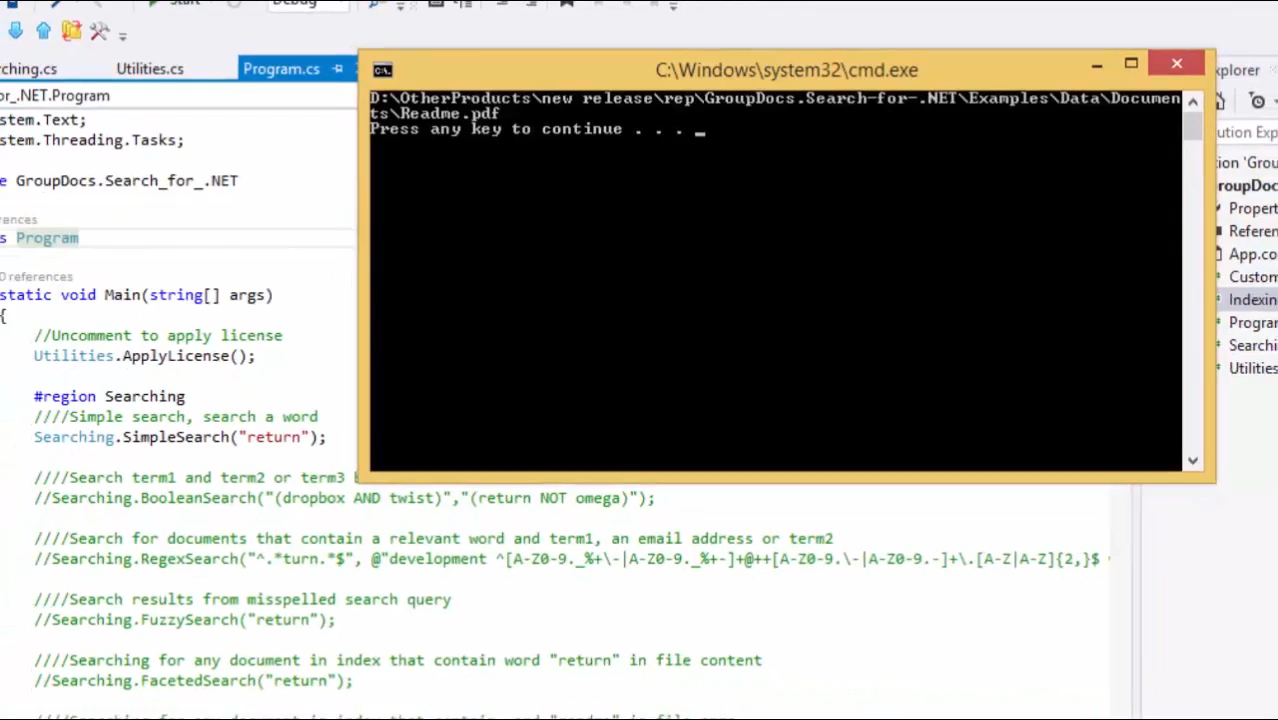 Start
Debug
ching.cs
Utilities.cs
Program.cs
C:\Windows\system32\cmd.exe
D:\OtherProducts\new release\rep\GroupDocs.Search-for-.NET\Examples\Data\Documen
ts\Readme.pdf
Press any key to continue . . . _
or_.NET.Program
stem.Text;
stem.Threading.Tasks;
e GroupDocs.Search_for_.NET
rences
s Program
0 references
static void Main(string[] args)
{
//Uncomment to apply license
Utilities.ApplyLicense();
#region Searching
////Simple search, search a word
Searching.SimpleSearch("return");
////Search term1 and term2 or term3 b
//Searching.BooleanSearch("(dropbox AND twist)","(return NOT omega)");
////Search for documents that contain a relevant word and term1, an email address or term2
//Searching.RegexSearch("^.*turn.*$", @"development ^[A-Z0-9._%+\-|A-Z0-9._%+-]+@++[A-Z0-9.\-|A-Z0-9.-]+\.[A-Z|A-Z]{2,}$
////Search results from misspelled search query
//Searching.FuzzySearch("return");
////Searching for any document in index that contain word "return" in file content
//Searching.FacetedSearch("return");
xplorer
ution Exp
ion 'Grou
roupDoc
Propert
Referen
App.co
Custom
Indexin
Program
Searchi
Utilities